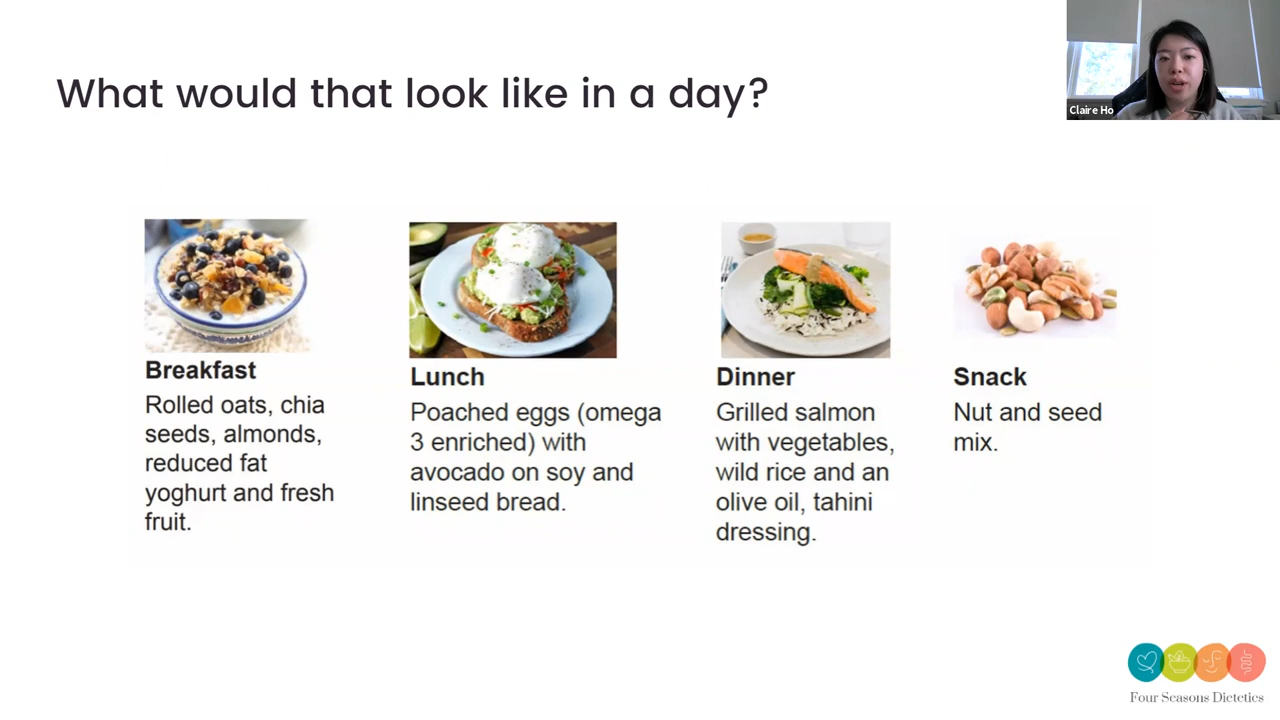 What would that look like in a day?
Claire Ho
Breakfast
Rolled oats, chia
seeds, almonds,
reduced fat
yoghurt and fresh
fruit.
Lunch
Poached eggs (omega
3 enriched) with
avocado on soy and
linseed bread.
Dinner
Grilled salmon
with vegetables,
wild rice and an
olive oil, tahini
dressing.
Snack
Nut and seed
mix.
Four Seasons Dietetics